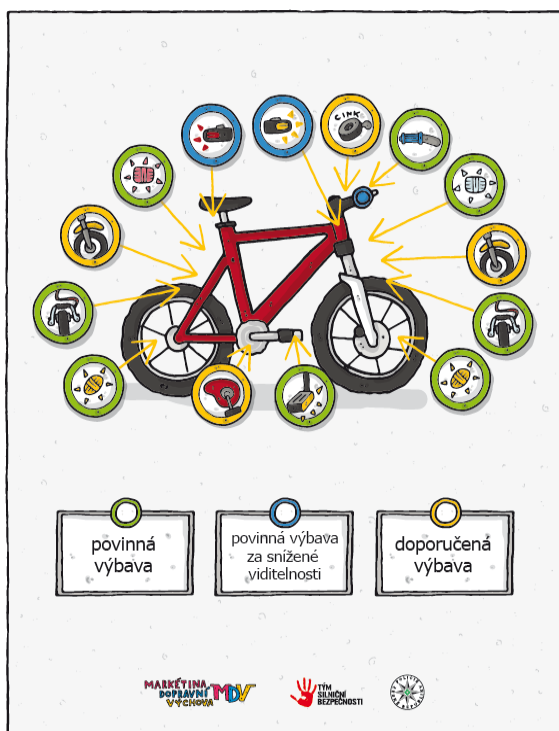 CINK
povinná
výbava
povinná výbava
za snížené
viditelnosti
doporučená
výbava
MARKÉTINA
DOPRAVNÍ
VÝCHOVA
MDV
TÝM
SILNIČNÍ
BEZPEČNOSTI